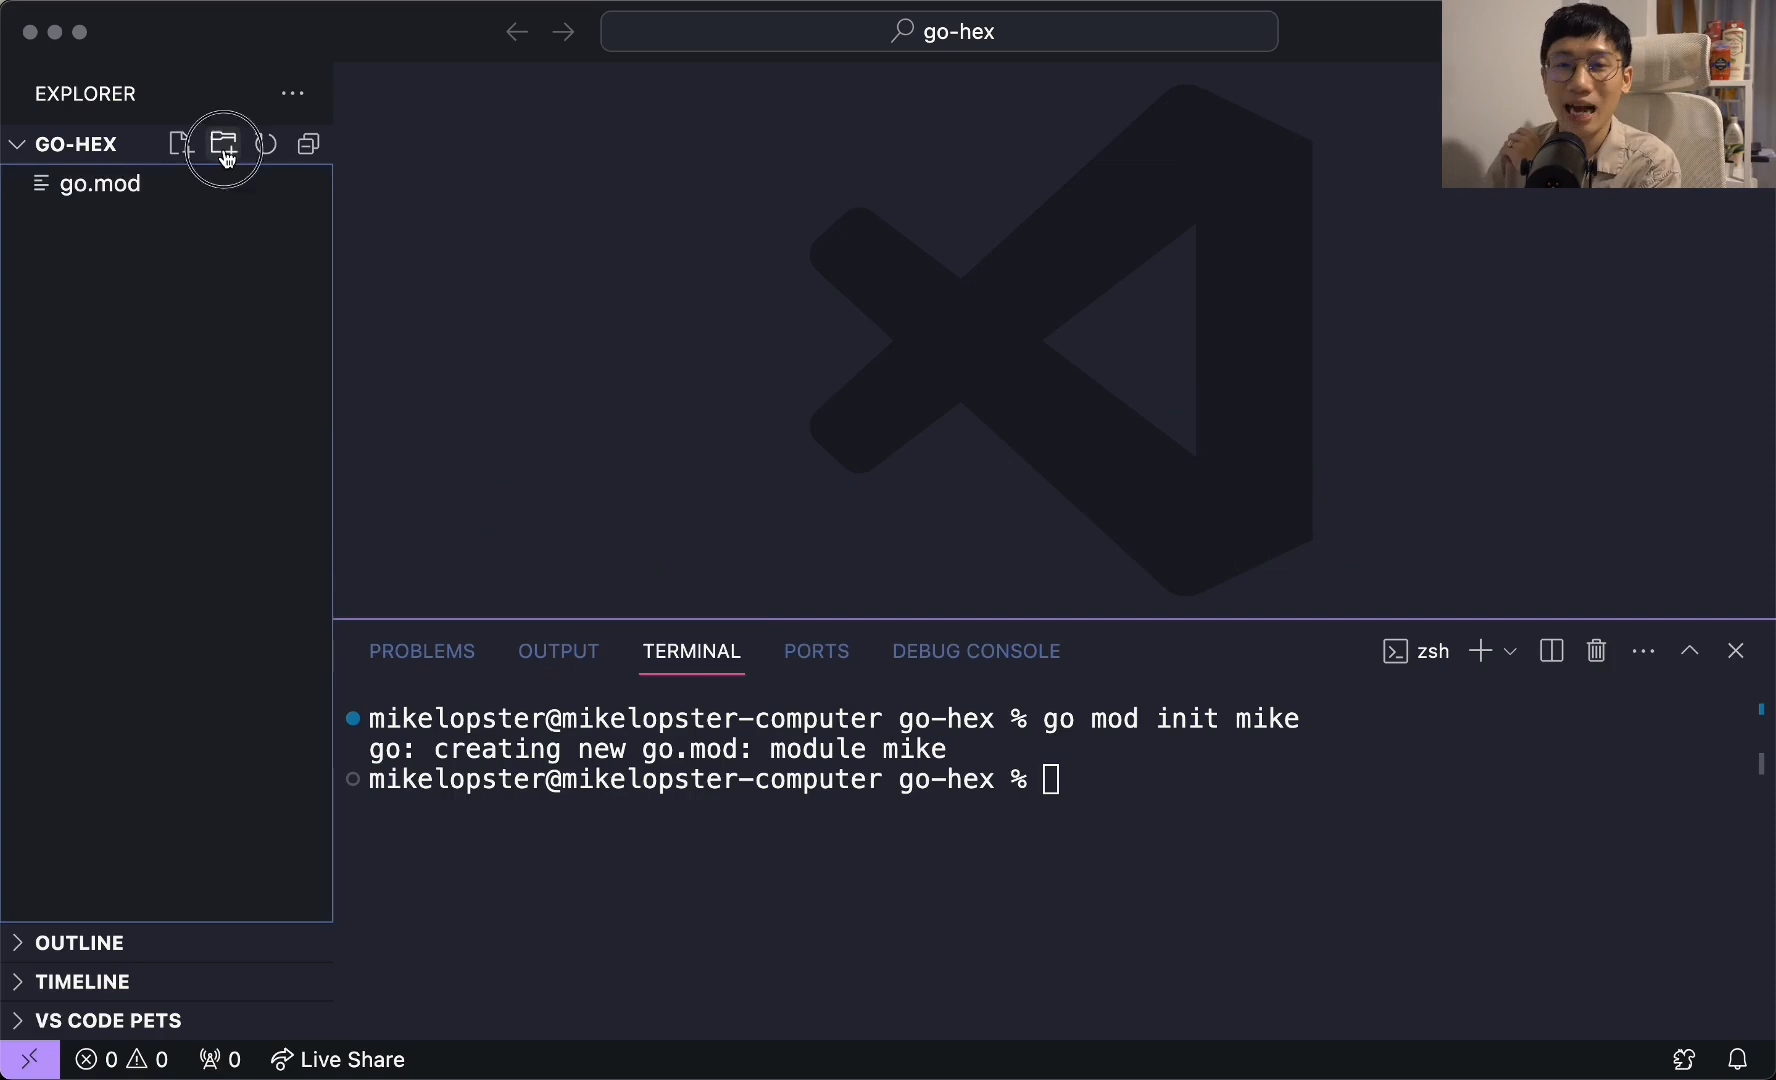 go-hex
EXPLORER
GO-HEX
go.mod
PROBLEMS
OUTPUT
TERMINAL
PORTS
DEBUG CONSOLE
zsh
mikelopster@mikelopster-computer go-hex % go mod init mike
go: creating new go.mod: module mike
mikelopster@mikelopster-computer go-hex %
OUTLINE
TIMELINE
VS CODE PETS
0 0 0 Live Share